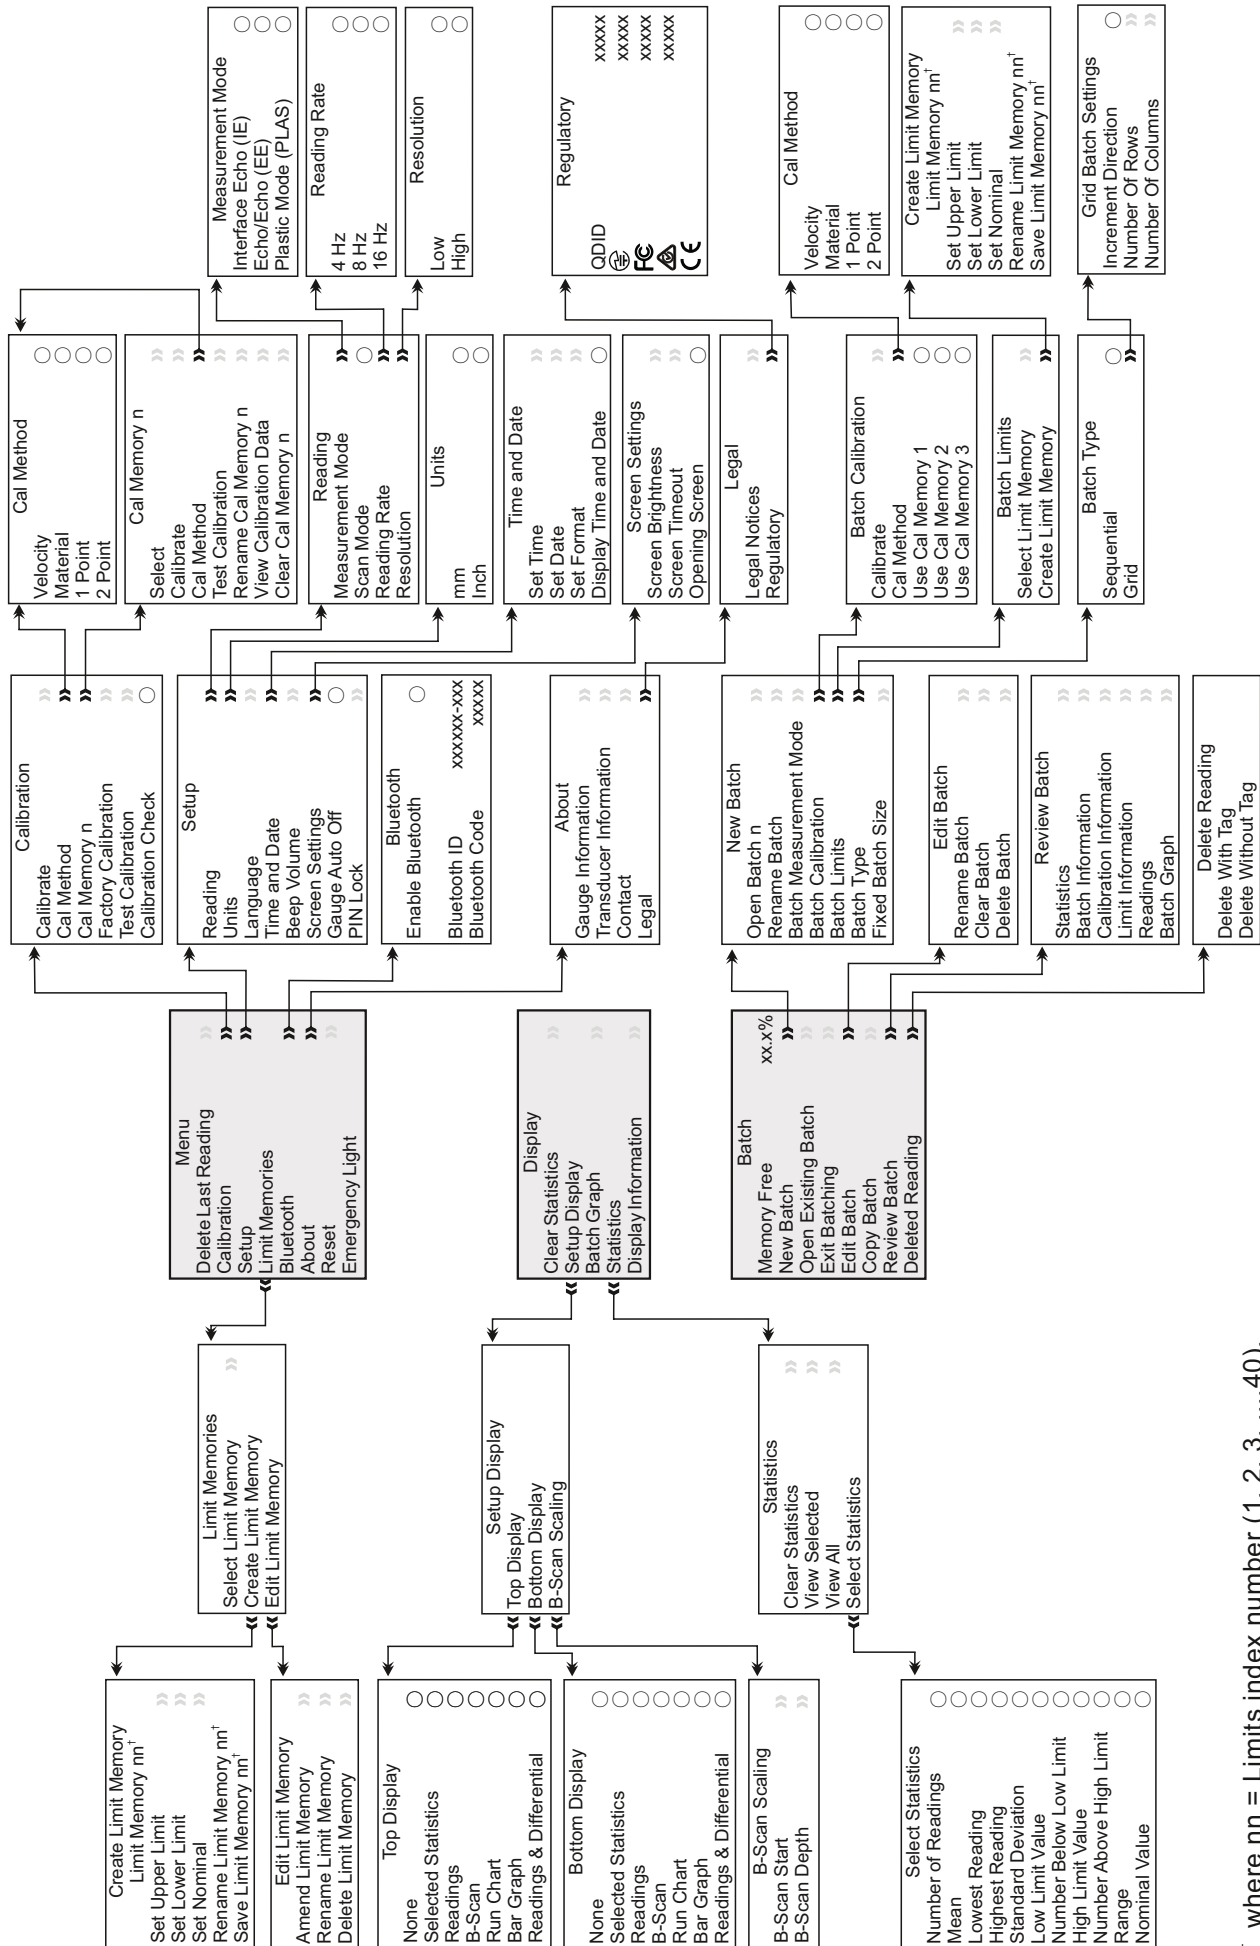 Create Limit Memory
Limit Memory nn†
Set Upper Limit
Set Lower Limit
Set Nominal
Rename Limit Memory nn†
Save Limit Memory nn†
Edit Limit Memory
Amend Limit Memory
Rename Limit Memory
Delete Limit Memory
Top Display
None
Selected Statistics
Readings
B-Scan
Run Chart
Bar Graph
Readings & Differential
Bottom Display
None
Selected Statistics
Readings
B-Scan
Run Chart
Bar Graph
Readings & Differential
B-Scan Scaling
B-Scan Start
B-Scan Depth
Select Statistics
Number of Readings
Mean
Lowest Reading
Highest Reading
Standard Deviation
Low Limit Value
Number Below Low Limit
High Limit Value
Number Above High Limit
Range
Nominal Value
Limit Memories
Select Limit Memory
Create Limit Memory
Edit Limit Memory
Setup Display
Top Display
Bottom Display
B-Scan Scaling
Statistics
Clear Statistics
View Selected
View All
Select Statistics
Menu
Delete Last Reading
Calibration
Setup
Limit Memories
Bluetooth
About
Reset
Emergency Light
Display
Clear Statistics
Setup Display
Batch Graph
Statistics
Display Information
Batch
Memory Free xx.x%
New Batch
Open Existing Batch
Exit Batching
Edit Batch
Copy Batch
Review Batch
Deleted Reading
Calibration
Calibrate
Cal Method
Cal Memory n
Factory Calibration
Test Calibration
Calibration Check
Setup
Reading
Units
Language
Time and Date
Beep Volume
Screen Settings
Gauge Auto Off
PIN Lock
Bluetooth
Enable Bluetooth
Bluetooth ID xxxxxx-xxx
Bluetooth Code xxxxx
About
Gauge Information
Transducer Information
Contact
Legal
New Batch
Open Batch n
Rename Batch
Batch Measurement Mode
Batch Calibration
Batch Limits
Batch Type
Fixed Batch Size
Edit Batch
Rename Batch
Clear Batch
Delete Batch
Review Batch
Statistics
Batch Information
Calibration Information
Limit Information
Readings
Batch Graph
Delete Reading
Delete With Tag
Delete Without Tag
Cal Method
Velocity
Material
1 Point
2 Point
Cal Memory n
Select
Calibrate
Cal Method
Test Calibration
Rename Cal Memory n
View Calibration Data
Clear Cal Memory n
Reading
Measurement Mode
Scan Mode
Reading Rate
Resolution
Units
mm
Inch
Time and Date
Set Time
Set Date
Set Format
Display Time and Date
Screen Settings
Screen Brightness
Screen Timeout
Opening Screen
Legal
Legal Notices
Regulatory
Batch Calibration
Calibrate
Cal Method
Use Cal Memory 1
Use Cal Memory 2
Use Cal Memory 3
Batch Limits
Select Limit Memory
Create Limit Memory
Batch Type
Sequential
Grid
Measurement Mode
Interface Echo (IE)
Echo/Echo (EE)
Plastic Mode (PLAS)
Reading Rate
4 Hz
8 Hz
16 Hz
Resolution
Low
High
Regulatory
QDID xxxxx
xxxxx
FC xxxxx
xxxxx
CE
Cal Method
Velocity
Material
1 Point
2 Point
Create Limit Memory
Limit Memory nn†
Set Upper Limit
Set Lower Limit
Set Nominal
Rename Limit Memory nn†
Save Limit Memory nn†
Grid Batch Settings
Increment Direction
Number Of Rows
Number Of Columns
where nn = Limits index number (1, 2, 3, ... 40).